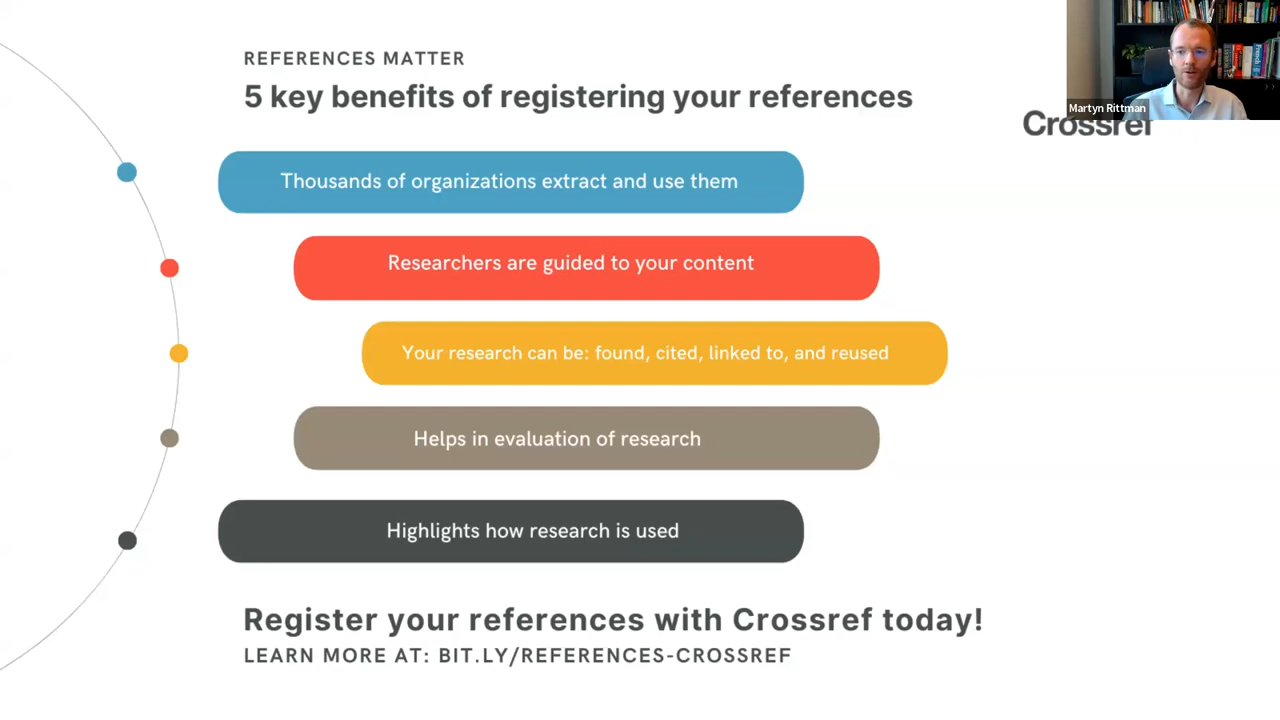 REFERENCES MATTER
5 key benefits of registering your references
Martyn Rittman
Crossref
Thousands of organizations extract and use them
Researchers are guided to your content
Your research can be: found, cited, linked to, and reused
Helps in evaluation of research
Highlights how research is used
Register your references with Crossref today!
LEARN MORE AT: BIT.LY/REFERENCES-CROSSREF